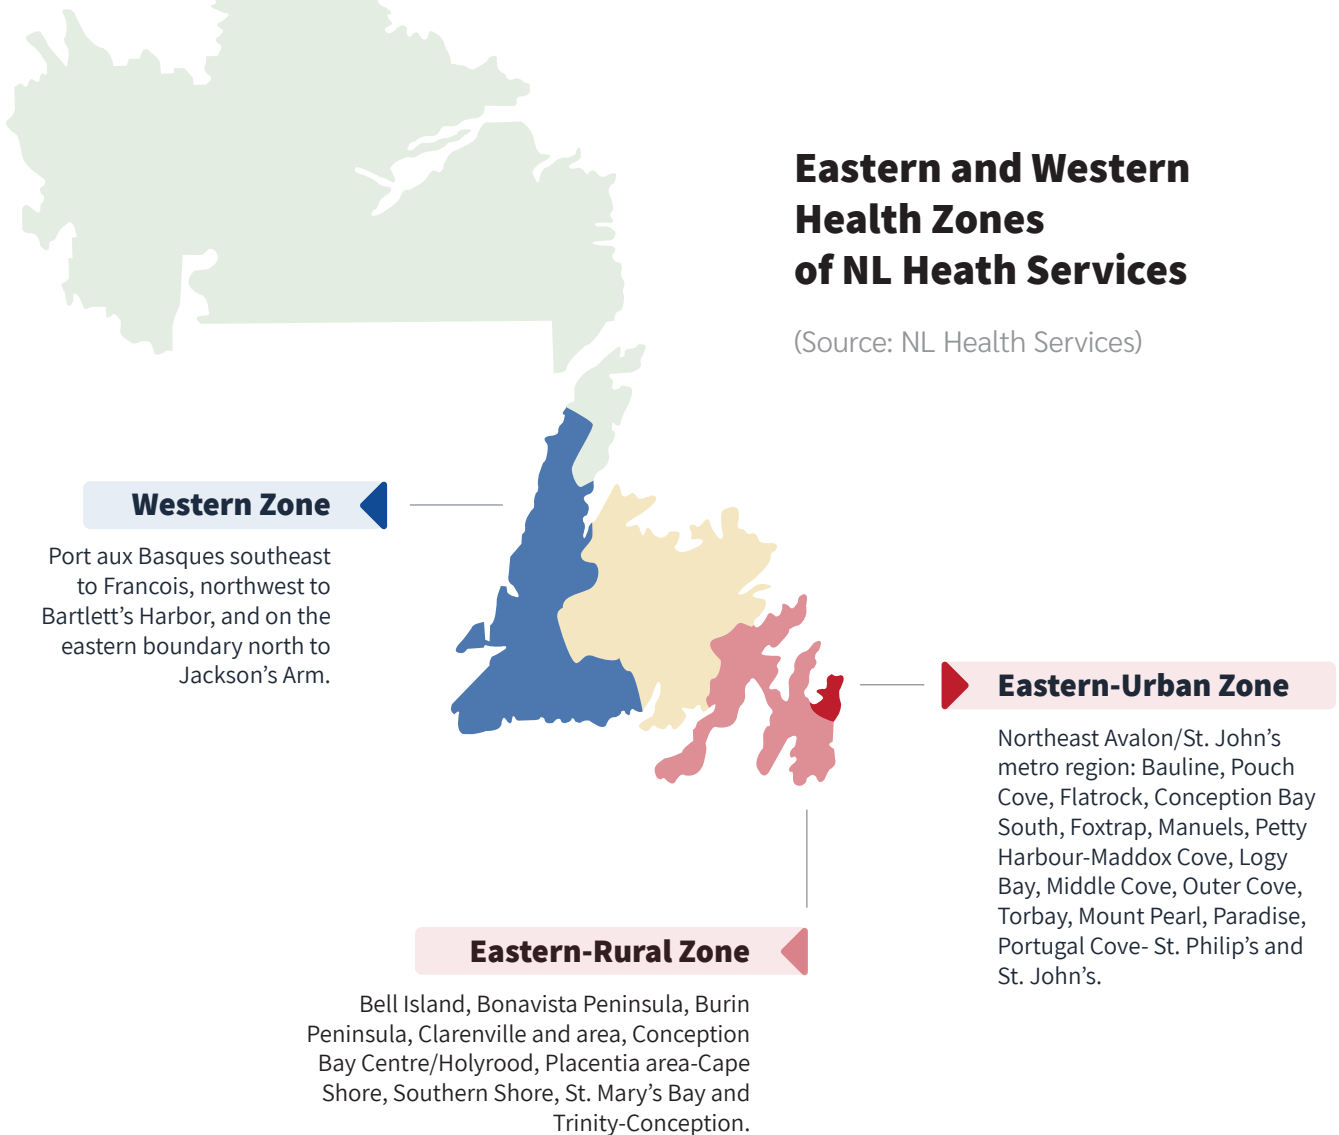 Eastern and Western
Health Zones
of NL Heath Services
(Source: NL Health Services)
Western Zone
Port aux Basques southeast
to Francois, northwest to
Bartlett's Harbor, and on the
eastern boundary north to
Jackson's Arm.
Eastern-Urban Zone
Northeast Avalon/St. John's
metro region: Bauline, Pouch
Cove, Flatrock, Conception Bay
South, Foxtrap, Manuels, Petty
Harbour-Maddox Cove, Logy
Bay, Middle Cove, Outer Cove,
Torbay, Mount Pearl, Paradise,
Portugal Cove- St. Philip's and
St. John's.
Eastern-Rural Zone
Bell Island, Bonavista Peninsula, Burin
Peninsula, Clarenville and area, Conception
Bay Centre/Holyrood, Placentia area-Cape
Shore, Southern Shore, St. Mary's Bay and
Trinity-Conception.